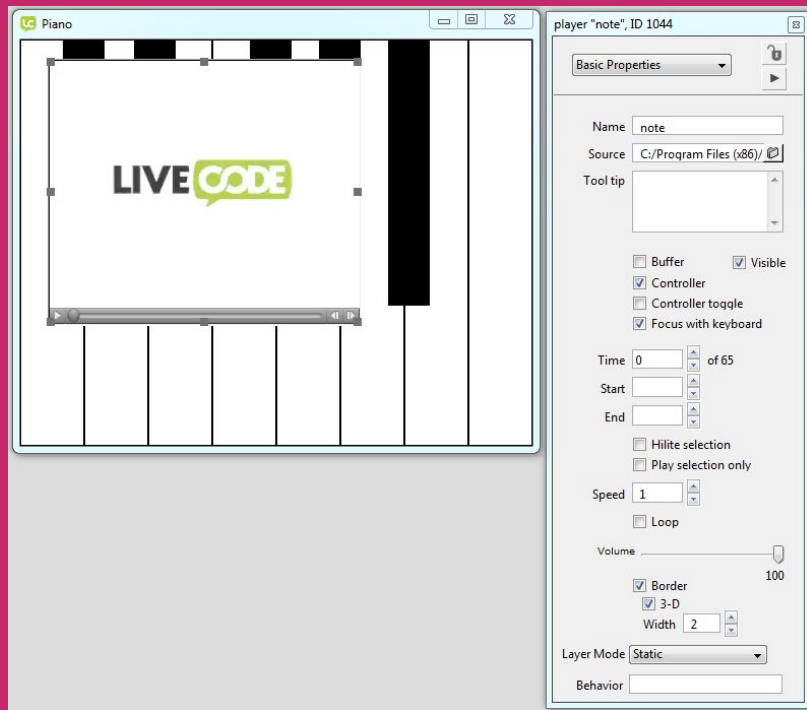 Piano
LIVECODE
player "note", ID 1044
Basic Properties
Name note
Source C:/Program Files (x86)/
Tool tip
Buffer Visible
Controller
Controller toggle
Focus with keyboard
Time 0 of 65
Start
End
Hilite selection
Play selection only
Speed 1
Loop
Volume
100
Border
3-D
Width 2
Layer Mode Static
Behavior